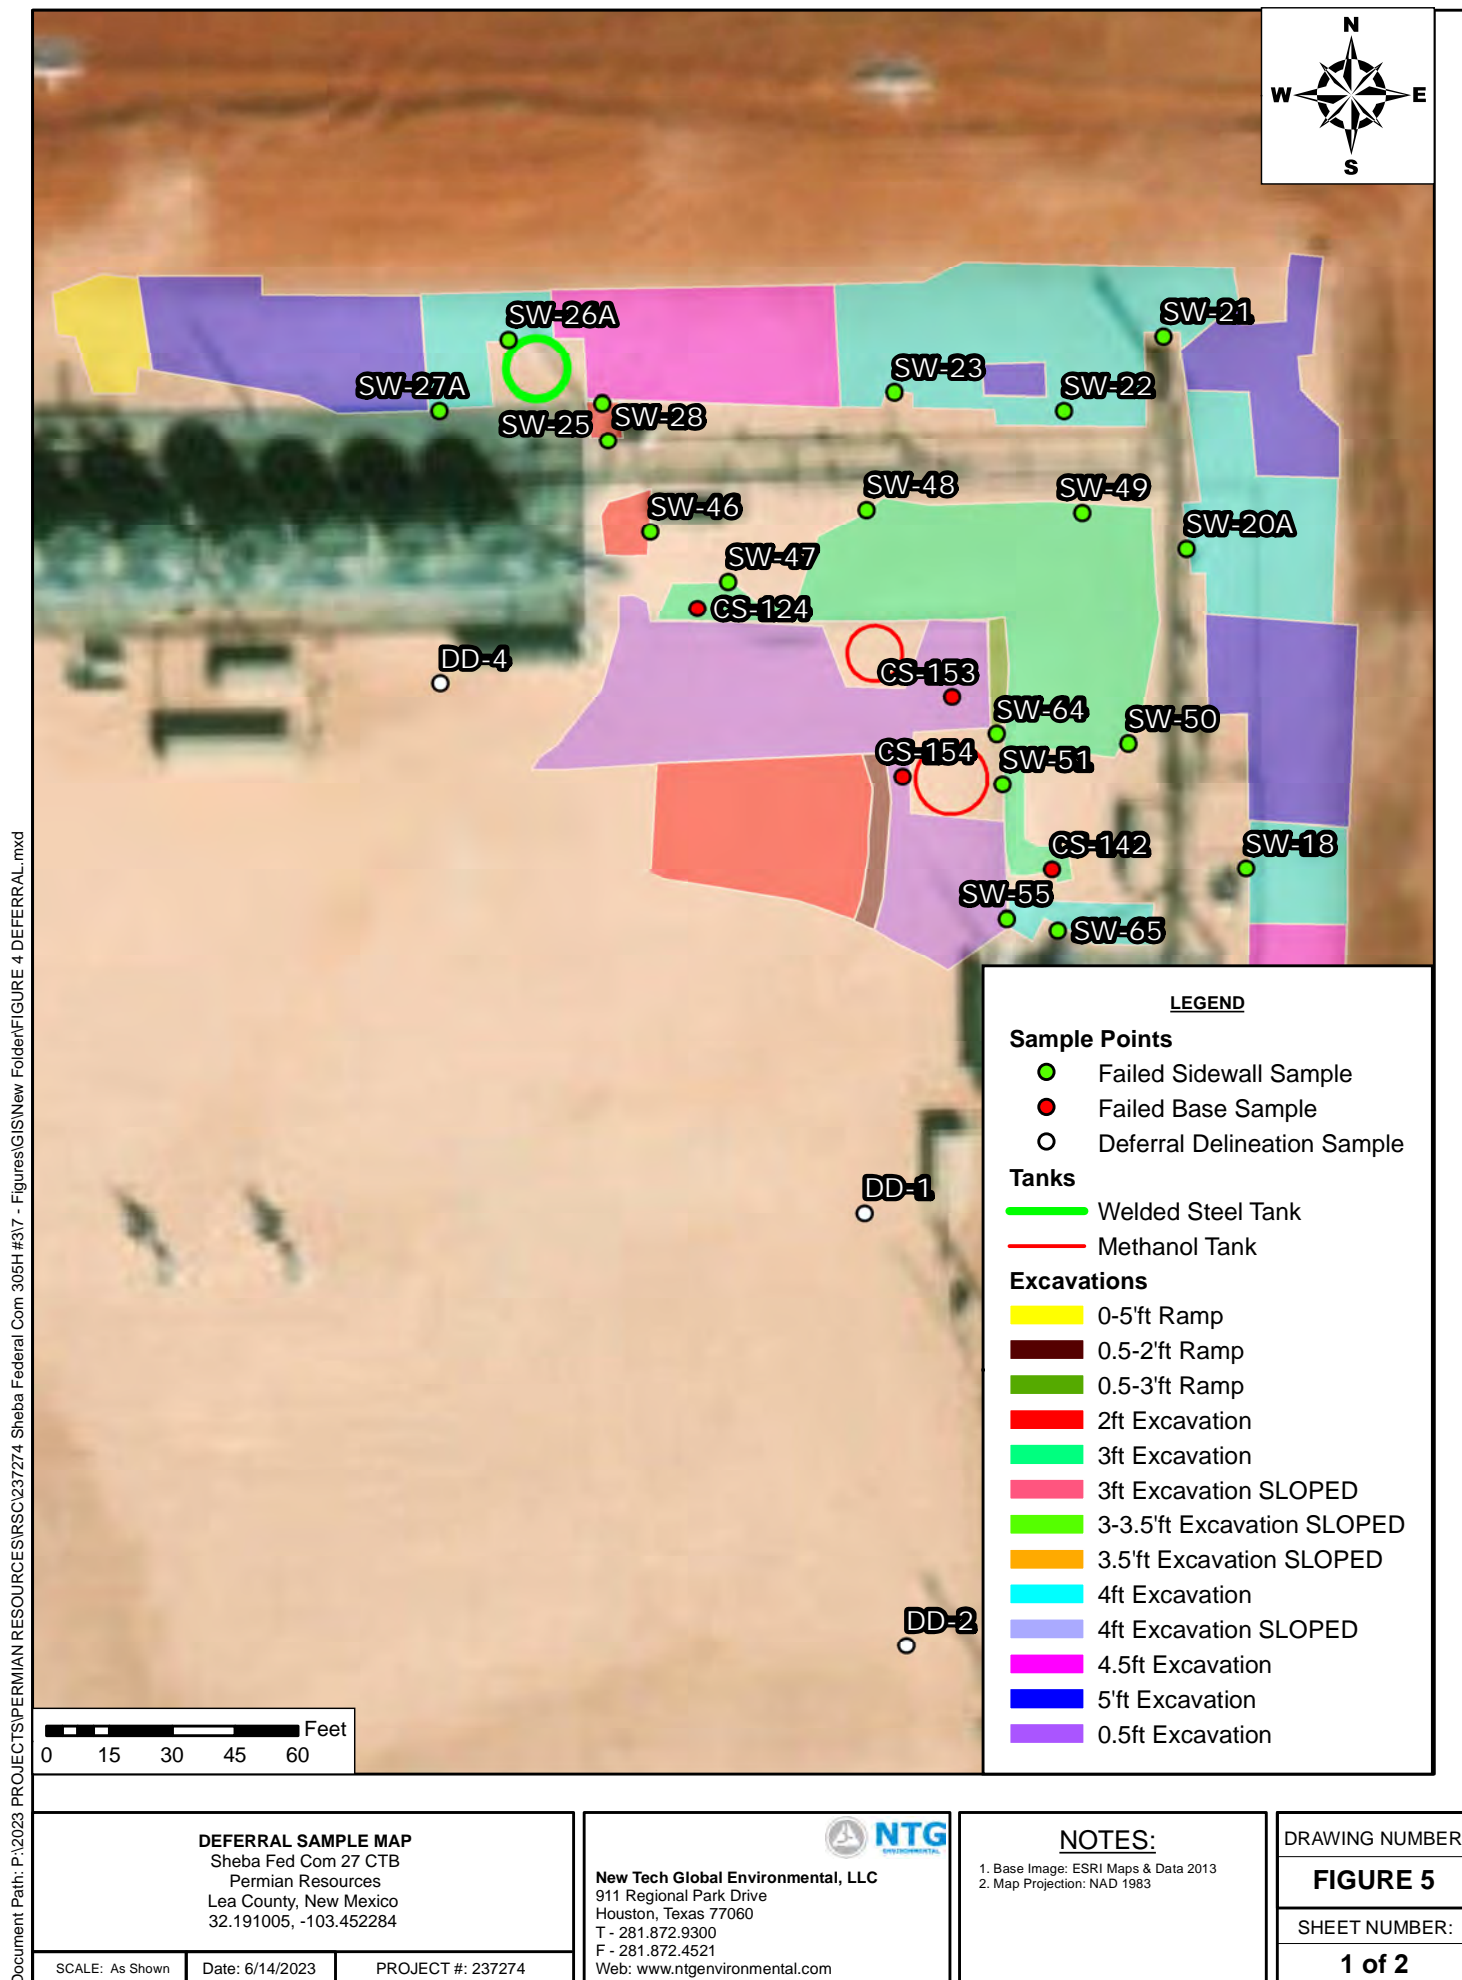 N
W E
S
SW-26A
SW-21
SW-27A
SW-23
SW-22
SW-25
SW-28
SW-48
SW-49
SW-46
SW-20A
SW-47
CS-124
DD-4
CS-153
SW-64
SW-50
CS-154
SW-51
CS-142
SW-18
SW-55
SW-65
DD-1
DD-2
LEGEND
Sample Points
Failed Sidewall Sample
Failed Base Sample
Deferral Delineation Sample
Tanks
Welded Steel Tank
Methanol Tank
Excavations
0-5'ft Ramp
0.5-2'ft Ramp
0.5-3'ft Ramp
2ft Excavation
3ft Excavation
3ft Excavation SLOPED
3-3.5'ft Excavation SLOPED
3.5'ft Excavation SLOPED
4ft Excavation
4ft Excavation SLOPED
4.5ft Excavation
5'ft Excavation
0.5ft Excavation
Feet
0 15 30 45 60
Document Path: P:\2023 PROJECTS\PERMIAN RESOURCES\RSC\237274 Sheba Federal Com 305H #3\7 - Figures\GIS\New Folder\FIGURE 4 DEFERRAL.mxd
DEFERRAL SAMPLE MAP
Sheba Fed Com 27 CTB
Permian Resources
Lea County, New Mexico
32.191005, -103.452284
SCALE: As Shown
Date: 6/14/2023
PROJECT #: 237274
NTG
ENVIRONMENTAL
New Tech Global Environmental, LLC
911 Regional Park Drive
Houston, Texas 77060
T - 281.872.9300
F - 281.872.4521
Web: www.ntgenvironmental.com
NOTES:
1. Base Image: ESRI Maps & Data 2013
2. Map Projection: NAD 1983
DRAWING NUMBER
FIGURE 5
SHEET NUMBER:
1 of 2